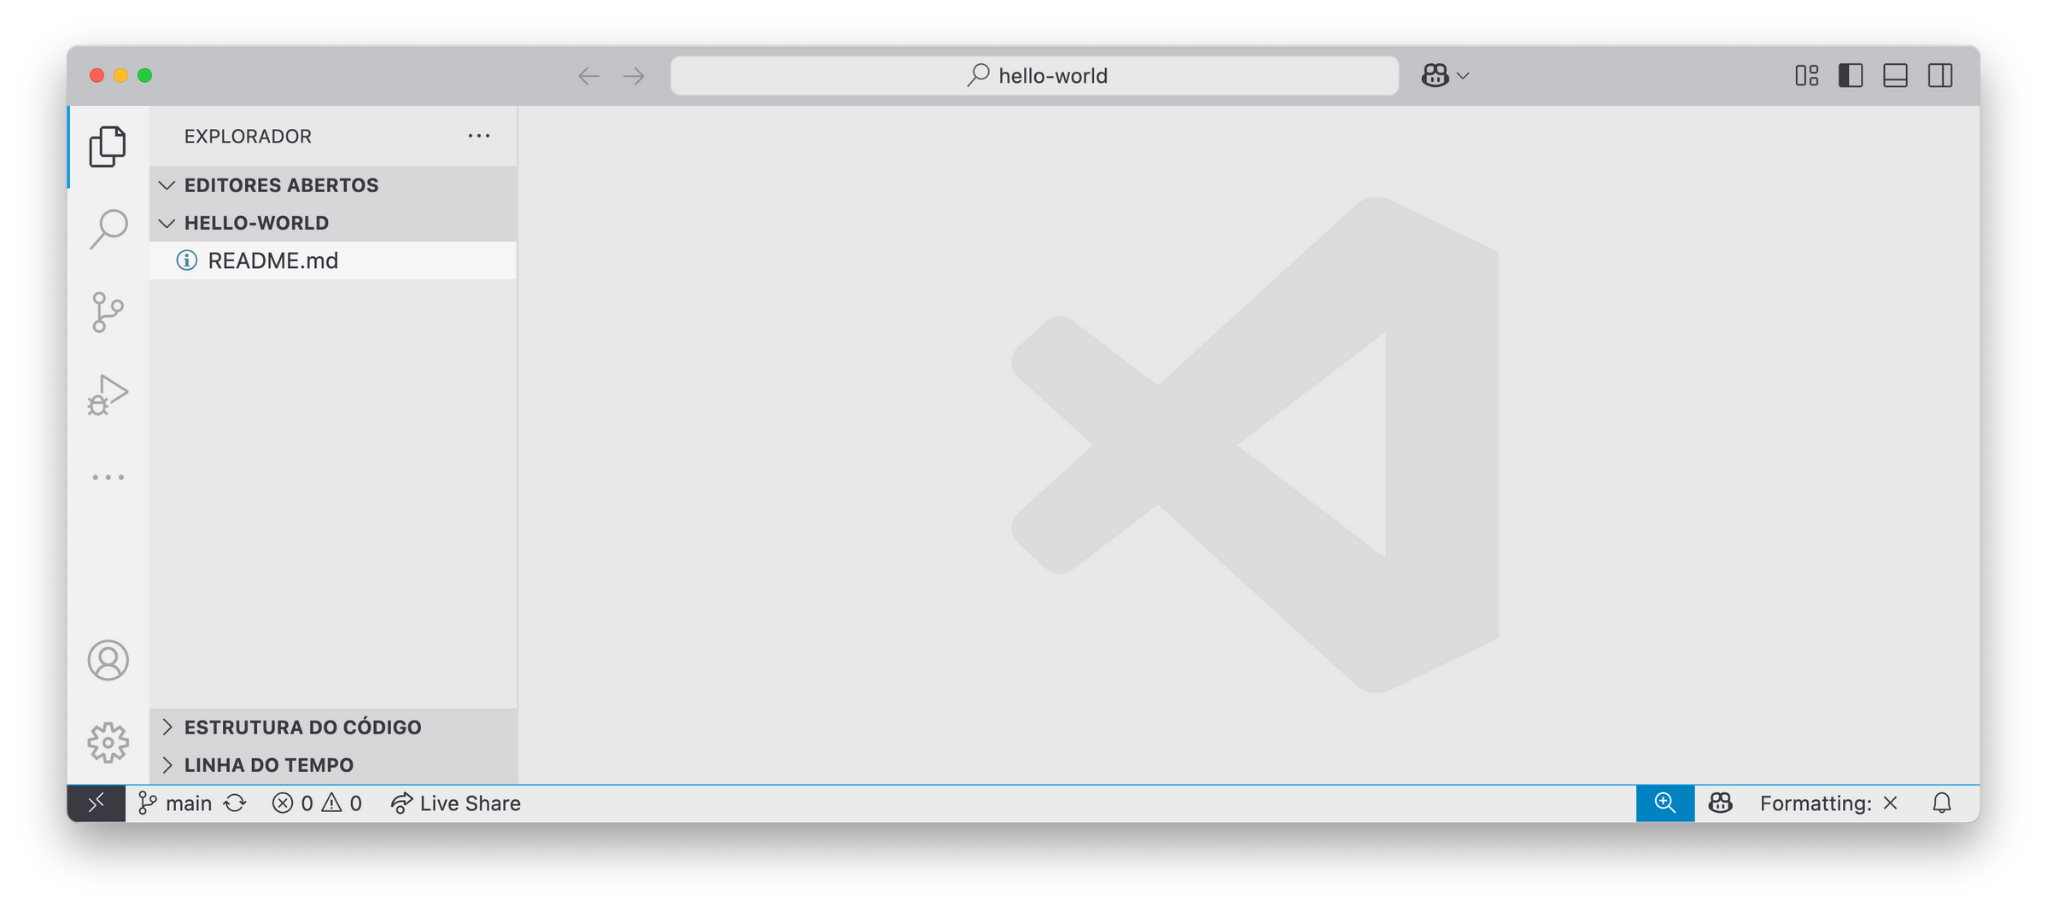 hello-world
EXPLORADOR
EDITORES ABERTOS
HELLO-WORLD
README.md
ESTRUTURA DO CÓDIGO
LINHA DO TEMPO
main 0 0 Live Share Formatting: